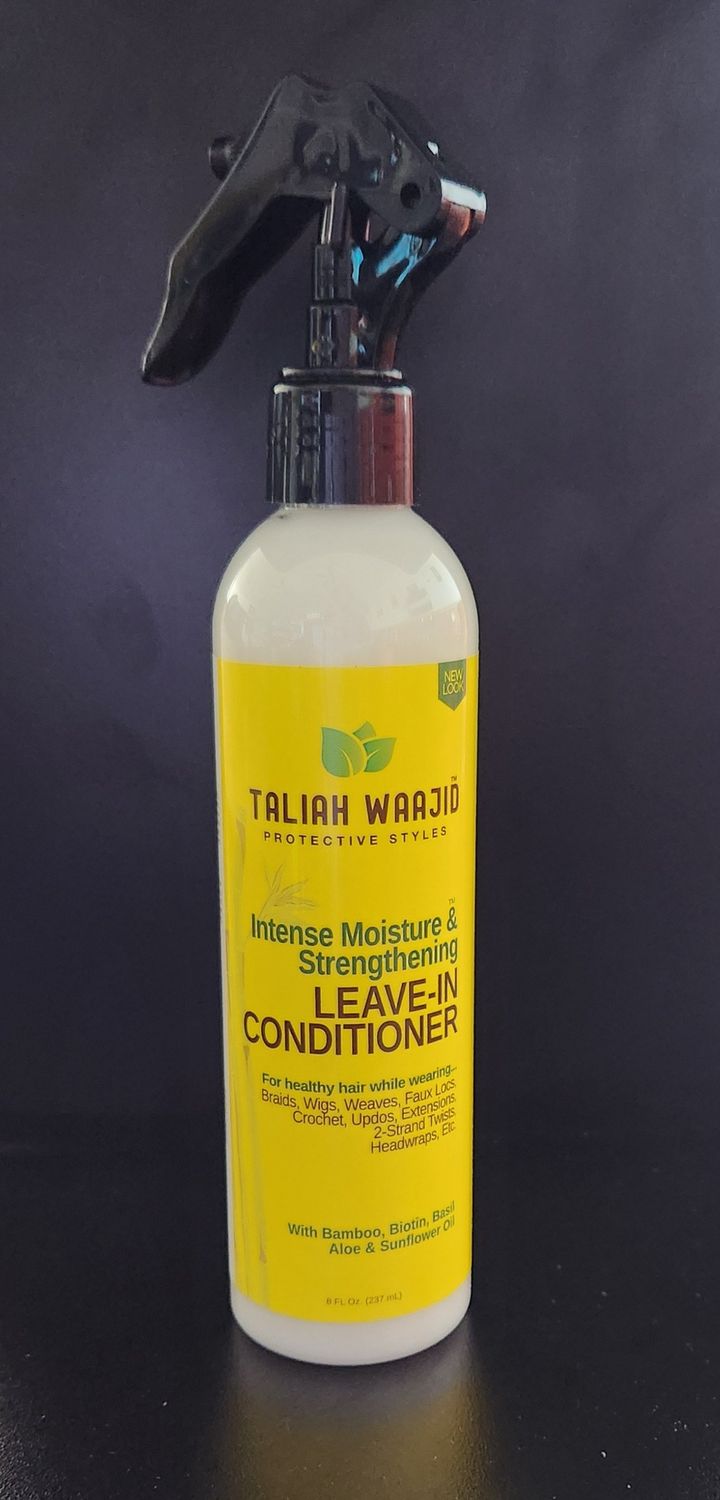 NEW
LOOK
TALIAH WAAJID™
PROTECTIVE STYLES
Intense Moisture &™
Strengthening
LEAVE-IN
CONDITIONER
For healthy hair while wearing...
Braids, Wigs, Weaves, Faux Locs,
Crochet, Updos, Extensions,
2-Strand Twists,
Headwraps, Etc.
With Bamboo, Biotin, Basil
Aloe & Sunflower Oil
8 FL Oz. (237 mL)